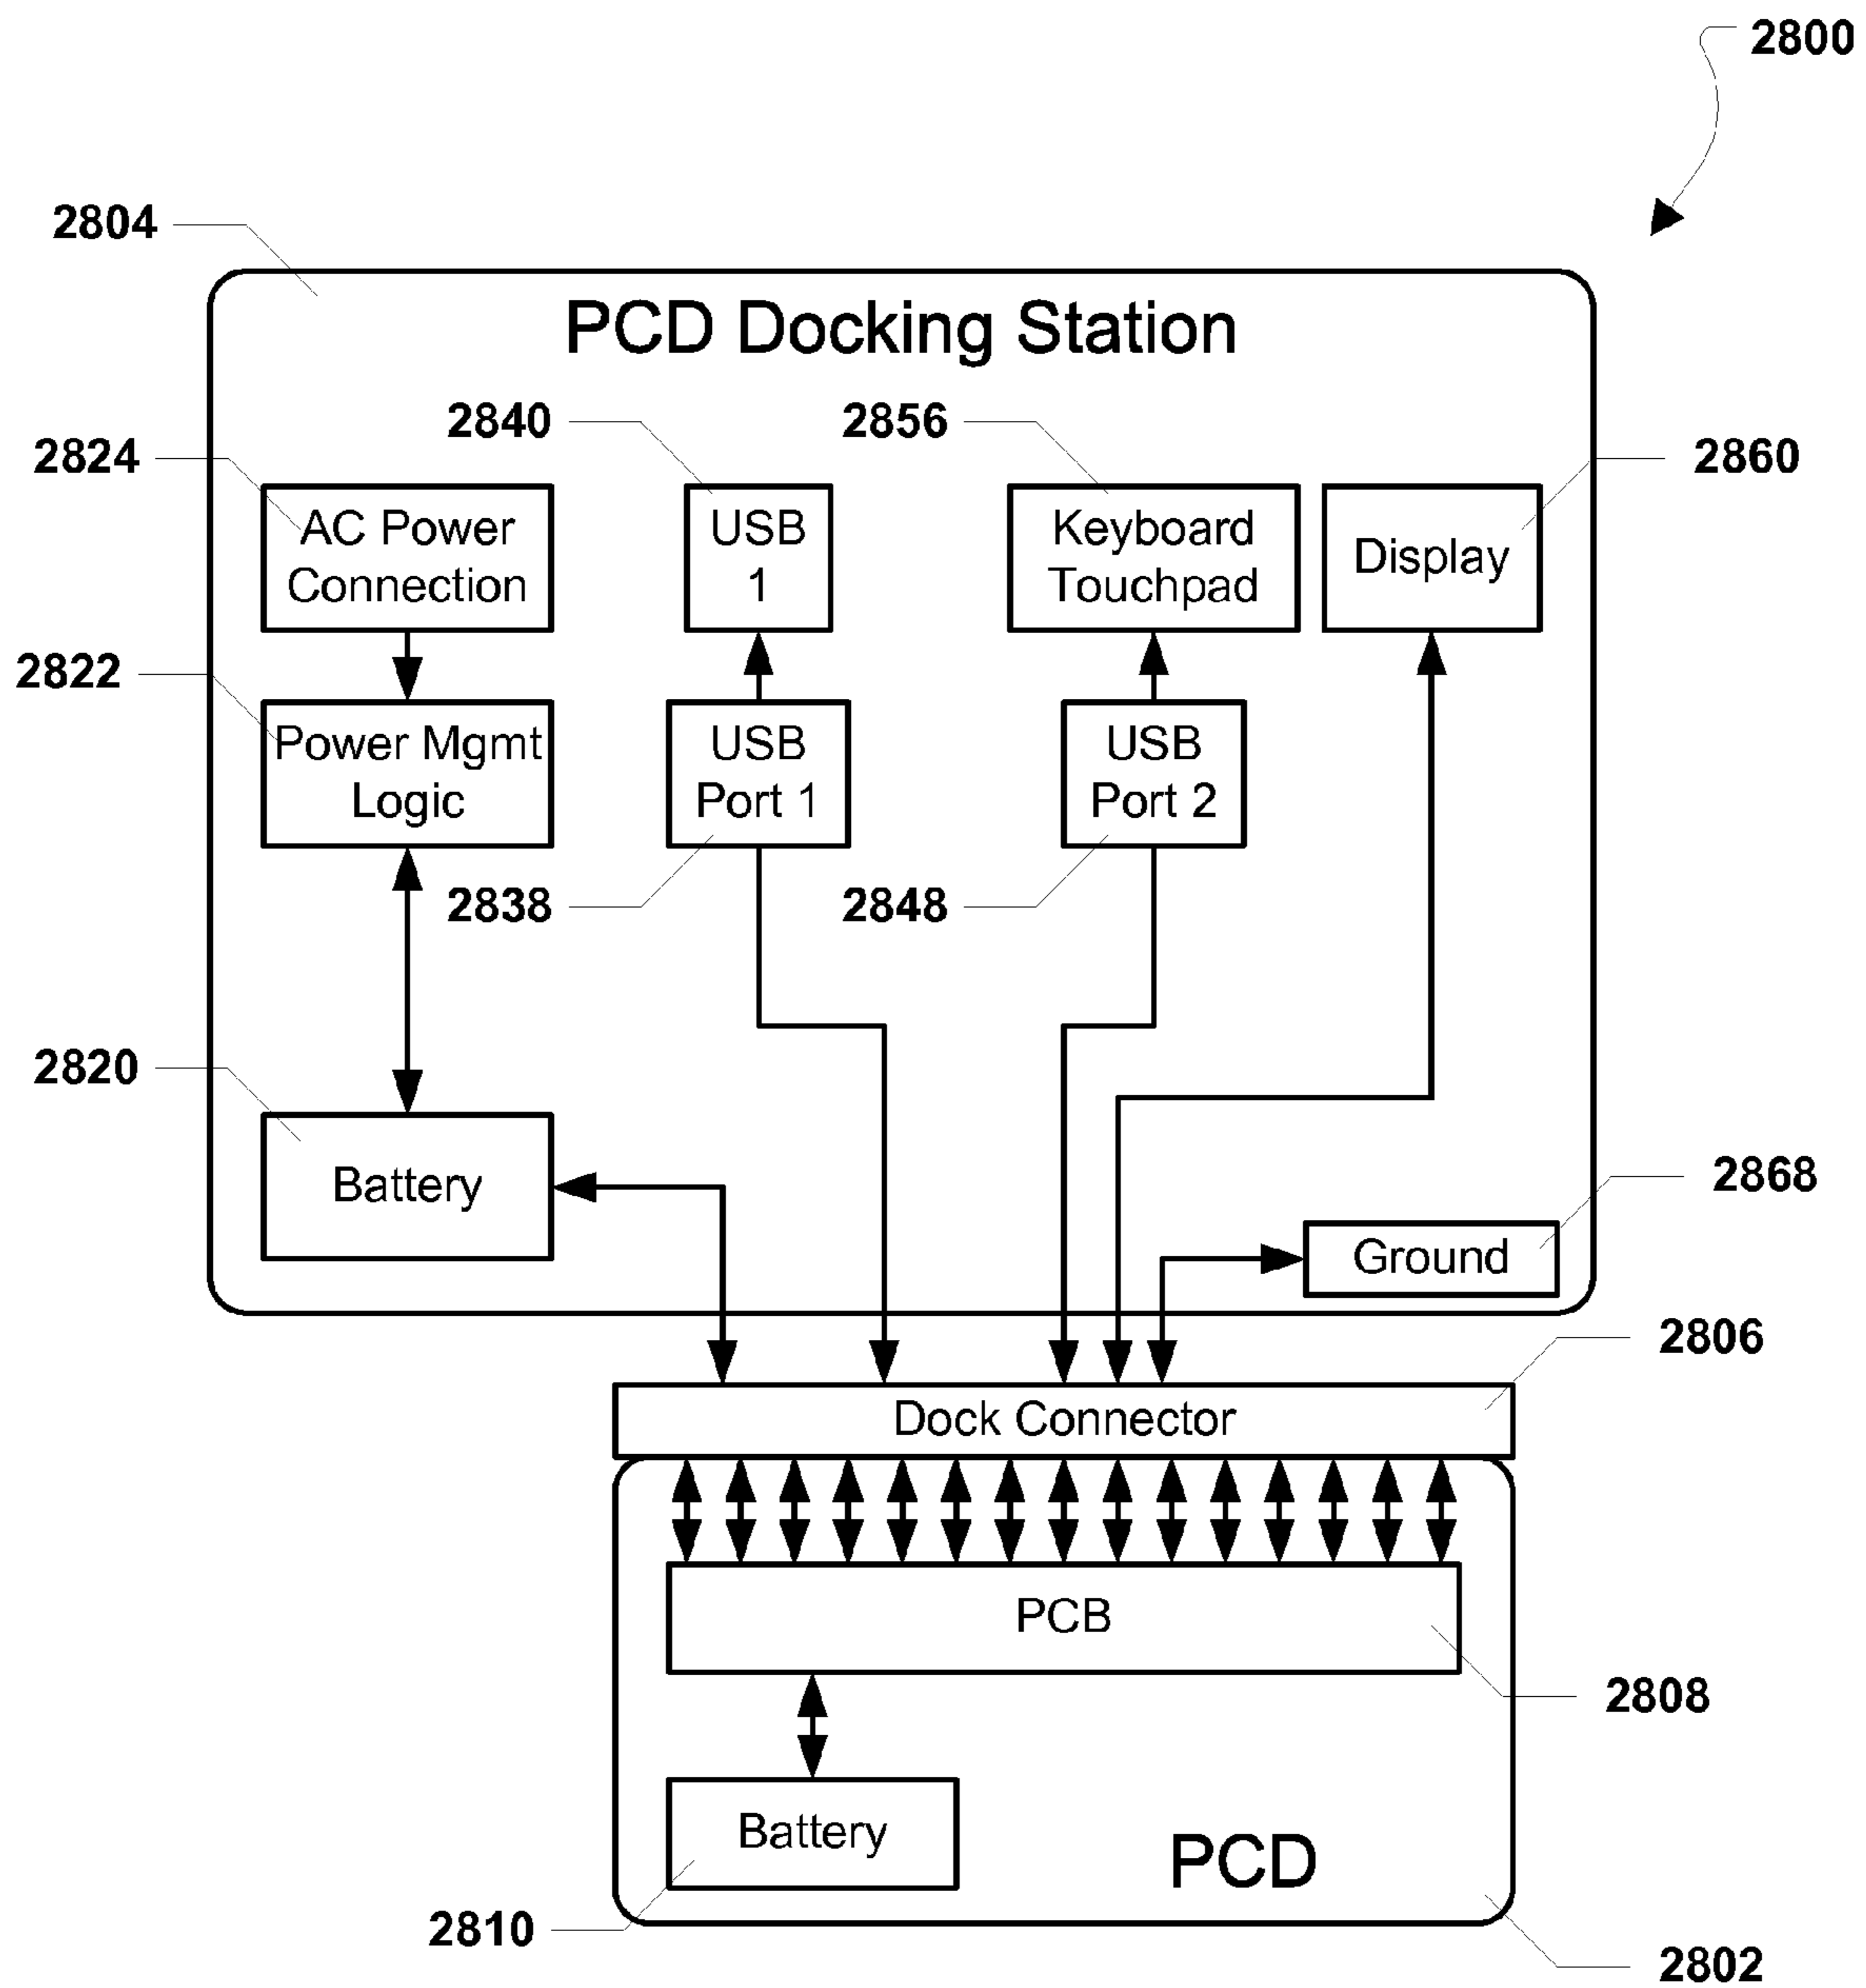 2800
2804
PCD Docking Station
2840
2856
2824
2860
AC Power
Connection
USB
1
Keyboard
Touchpad
Display
2822
Power Mgmt
Logic
USB
Port 1
USB
Port 2
2838
2848
2820
Battery
2868
Ground
2806
Dock Connector
PCB
2808
Battery
PCD
2810
2802